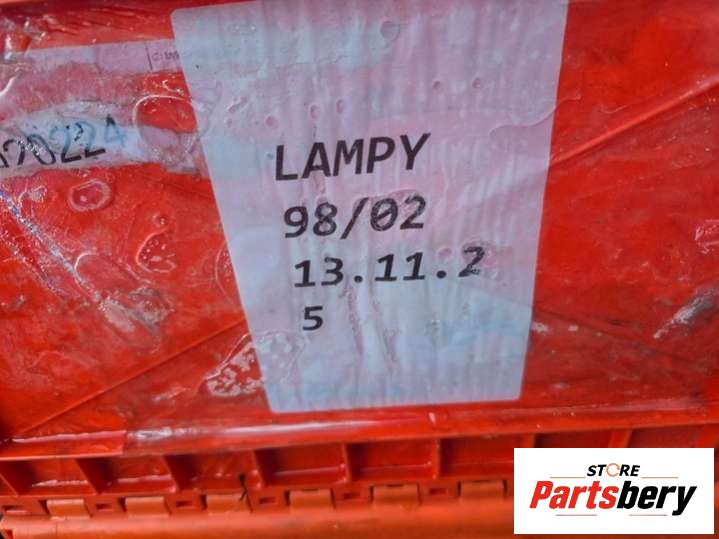 LAMPY
98/02
13.11.2
5
STORE
Partsbery